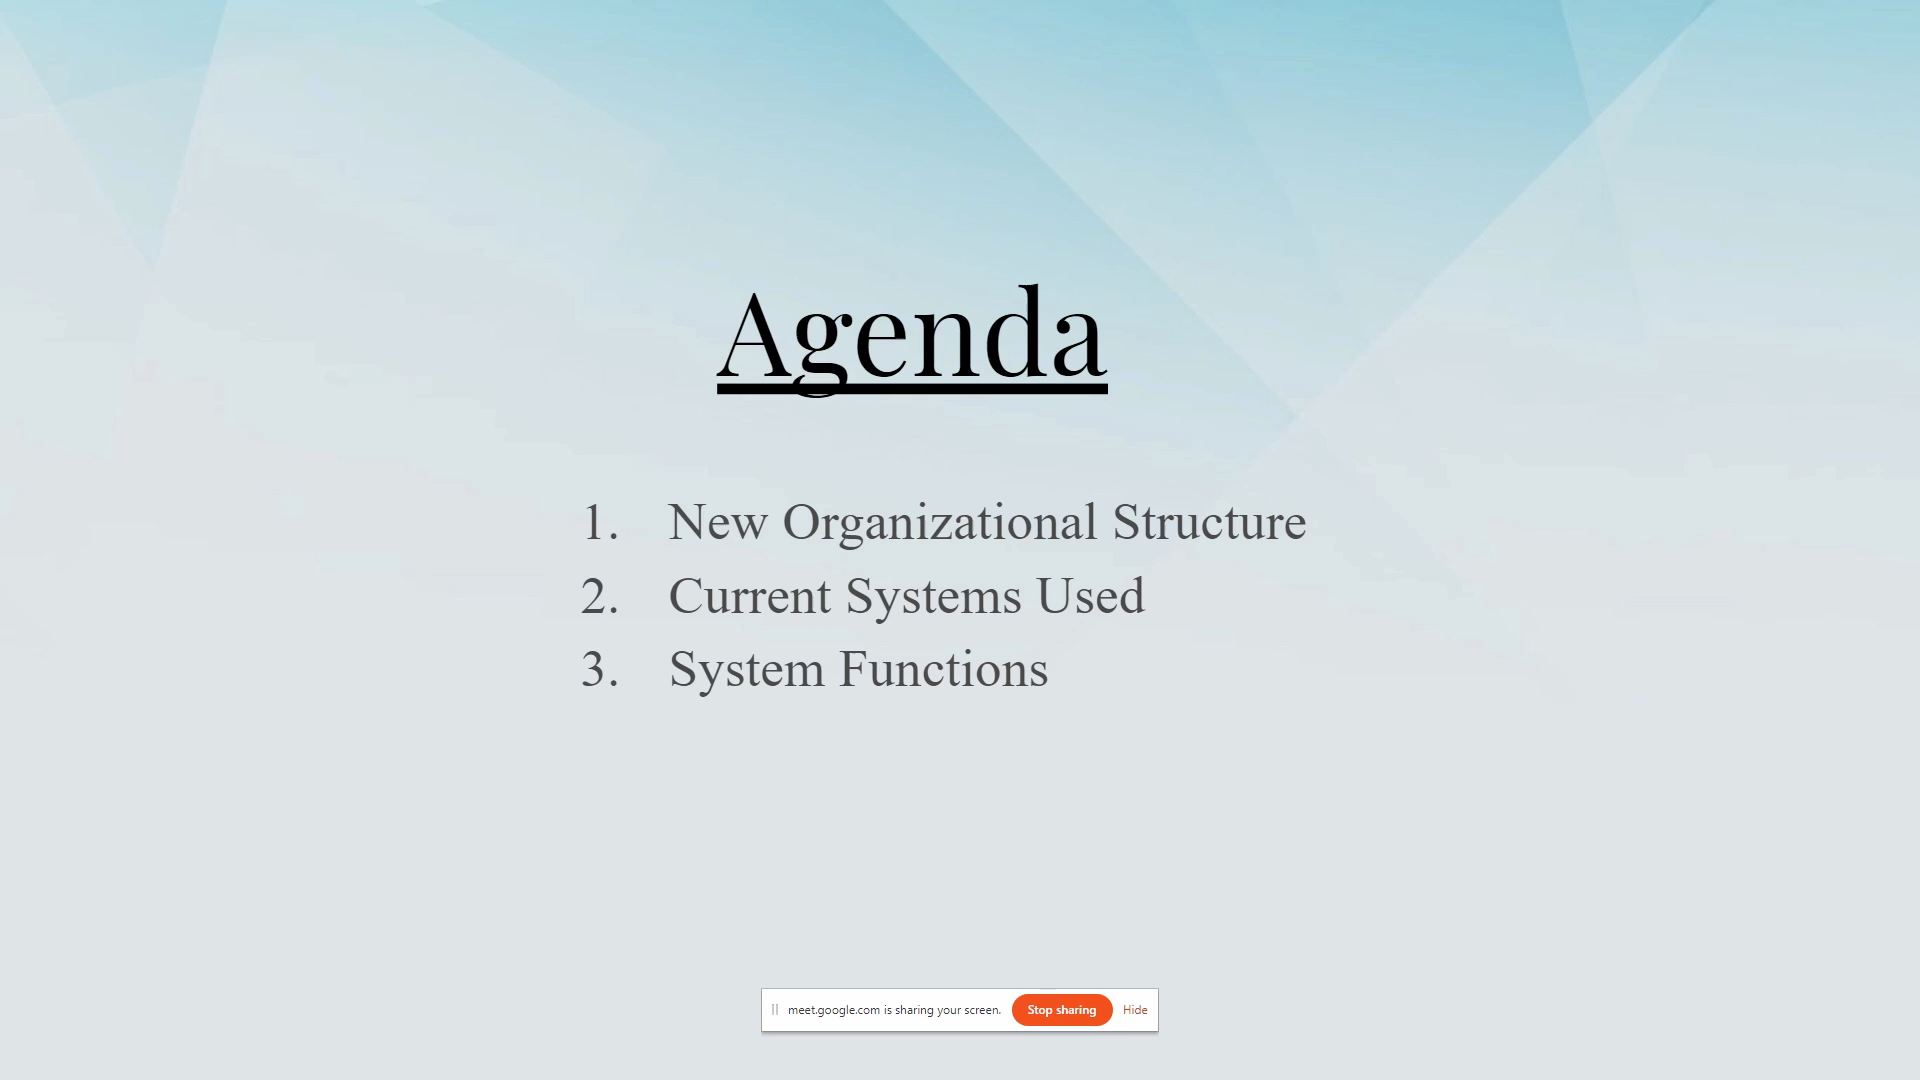 Agenda
1. New Organizational Structure
2. Current Systems Used
3. System Functions
meet.google.com is sharing your screen. Stop sharing Hide